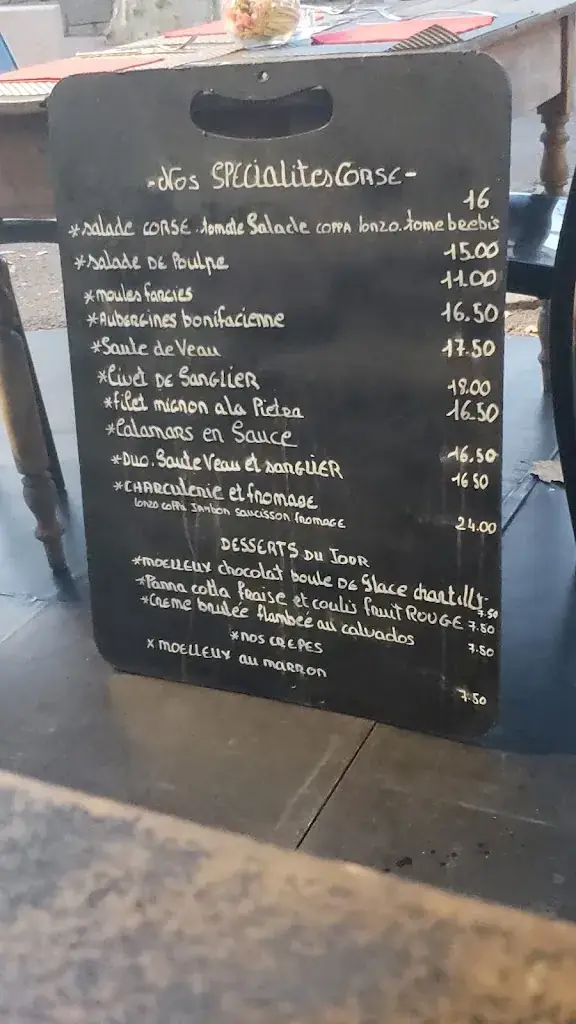 -Nos SPECialites CORSE-
16
*salade CORSE.tomate Salade COPPA lonzo.tome brebis
*salade DE Poulpe 15.00
*moules farcies 11.00
*AUBERGINES bonifacienne 16.50
*Saute de Veau 17.50
*Civet DE SANGLIER 18.00
*filet mignon a la Pietra 16.50
*Calamars en Sauce
*DUO.Saute Veau et SANGLIER 16.50
*CHARCUTERIE et fromage 16 50
lonzo coppa Jambon saucisson fromage 24.00
DESSERTS DU JOUR
*MOELLEUX chocolat boule DE Glace chantilly 7.50
*Panna cotta fraise et coulis fruit ROUGE 7.50
*Creme brulée flambée au calvados 7.50
*NOS CREPES
x MOELLEUX au marron 7.50